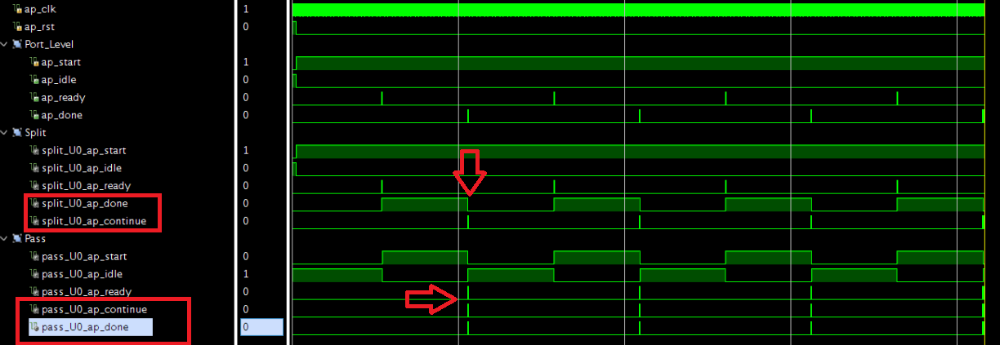 ap_clk 1
ap_rst 0
Port_Level
ap_start 1
ap_idle 0
ap_ready 0
ap_done 0
Split
split_U0_ap_start 1
split_U0_ap_idle 0
split_U0_ap_ready 0
split_U0_ap_done 0
split_U0_ap_continue 0
Pass
pass_U0_ap_start 0
pass_U0_ap_idle 1
pass_U0_ap_ready 0
pass_U0_ap_continue 0
pass_U0_ap_done 0